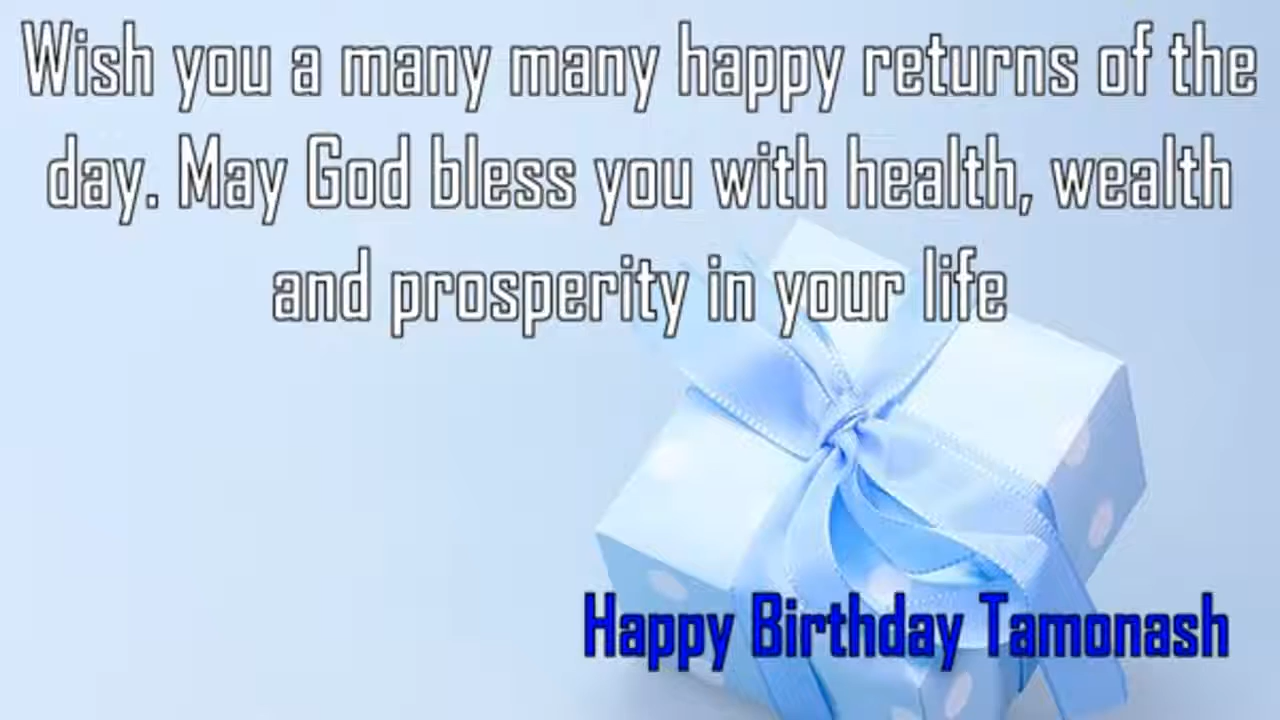 Wish you a many many happy returns of the
day. May God bless you with health, wealth
and prosperity in your life
Happy Birthday Tamonash